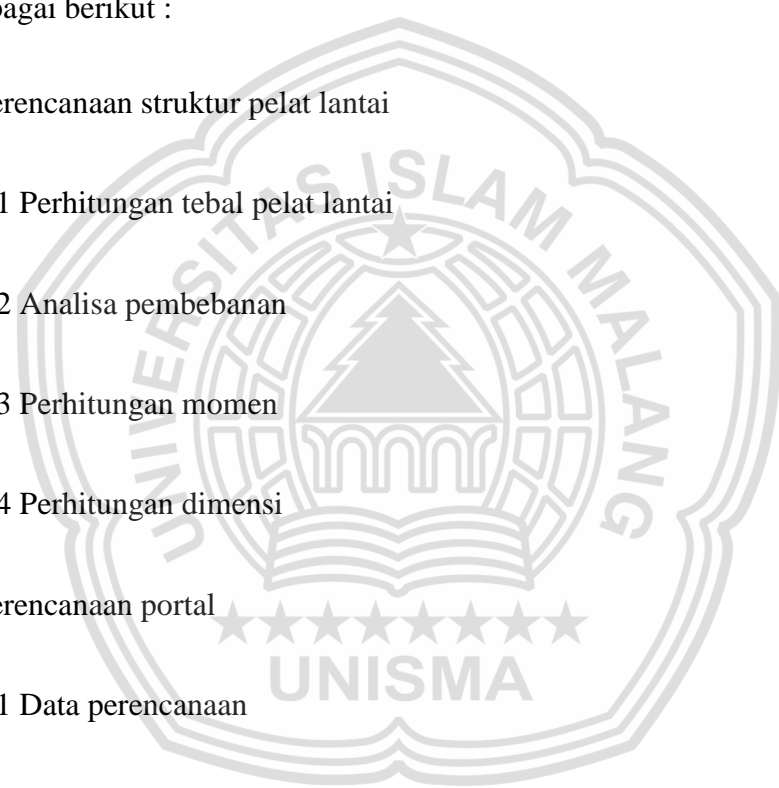 bagai berikut :
erencanaan struktur pelat lantai
1 Perhitungan tebal pelat lantai
2 Analisa pembebanan
3 Perhitungan momen
4 Perhitungan dimensi
erencanaan portal
1 Data perencanaan
UNIVERSITAS ISLAM MALANG
UNISMA